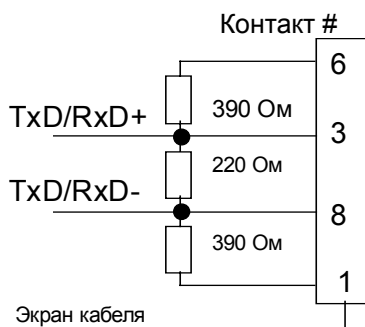 Контакт #
6
390 Ом
TxD/RxD+
3
220 Ом
TxD/RxD-
8
390 Ом
1
Экран кабеля